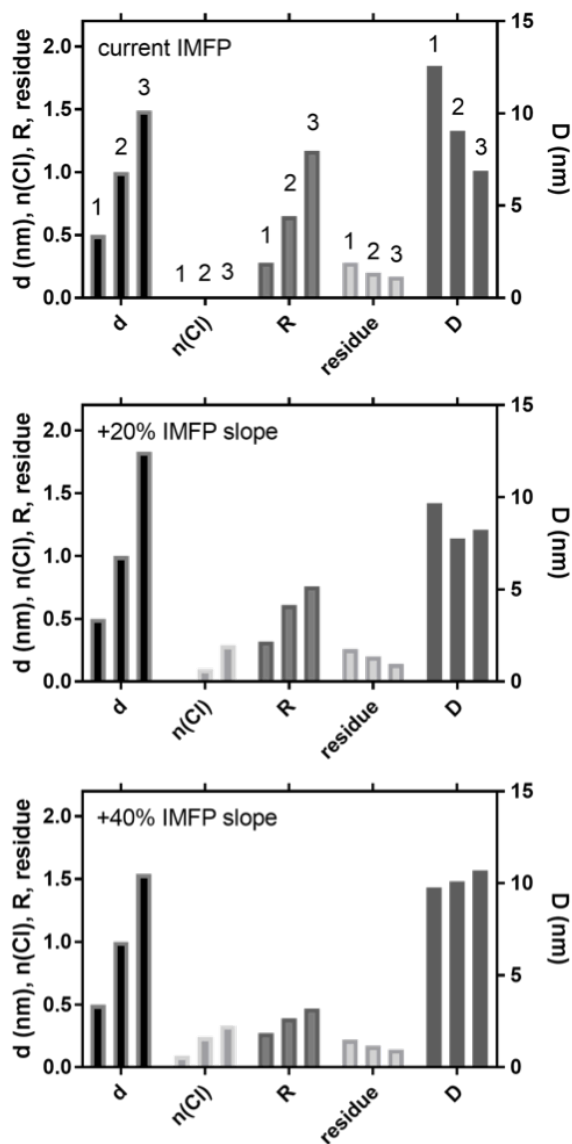 current IMFP
d (nm), n(Cl), R, residue
2.0
1.5
1.0
0.5
0.0
1 2 3
1 2 3
1 2 3
1 2 3
1 2 3
15
10
5
0
D (nm)
d n(Cl) R residue D
+20% IMFP slope
d (nm), n(Cl), R, residue
2.0
1.5
1.0
0.5
0.0
15
10
5
0
D (nm)
d n(Cl) R residue D
+40% IMFP slope
d (nm), n(Cl), R, residue
2.0
1.5
1.0
0.5
0.0
15
10
5
0
D (nm)
d n(Cl) R residue D